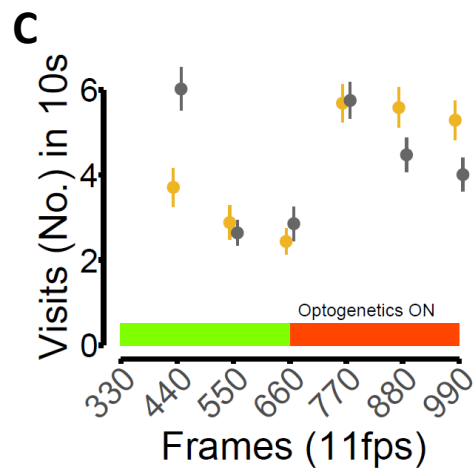 C
Visits (No.) in 10s
6
4
2
0
Optogenetics ON
330
440
550
660
770
880
990
Frames (11fps)